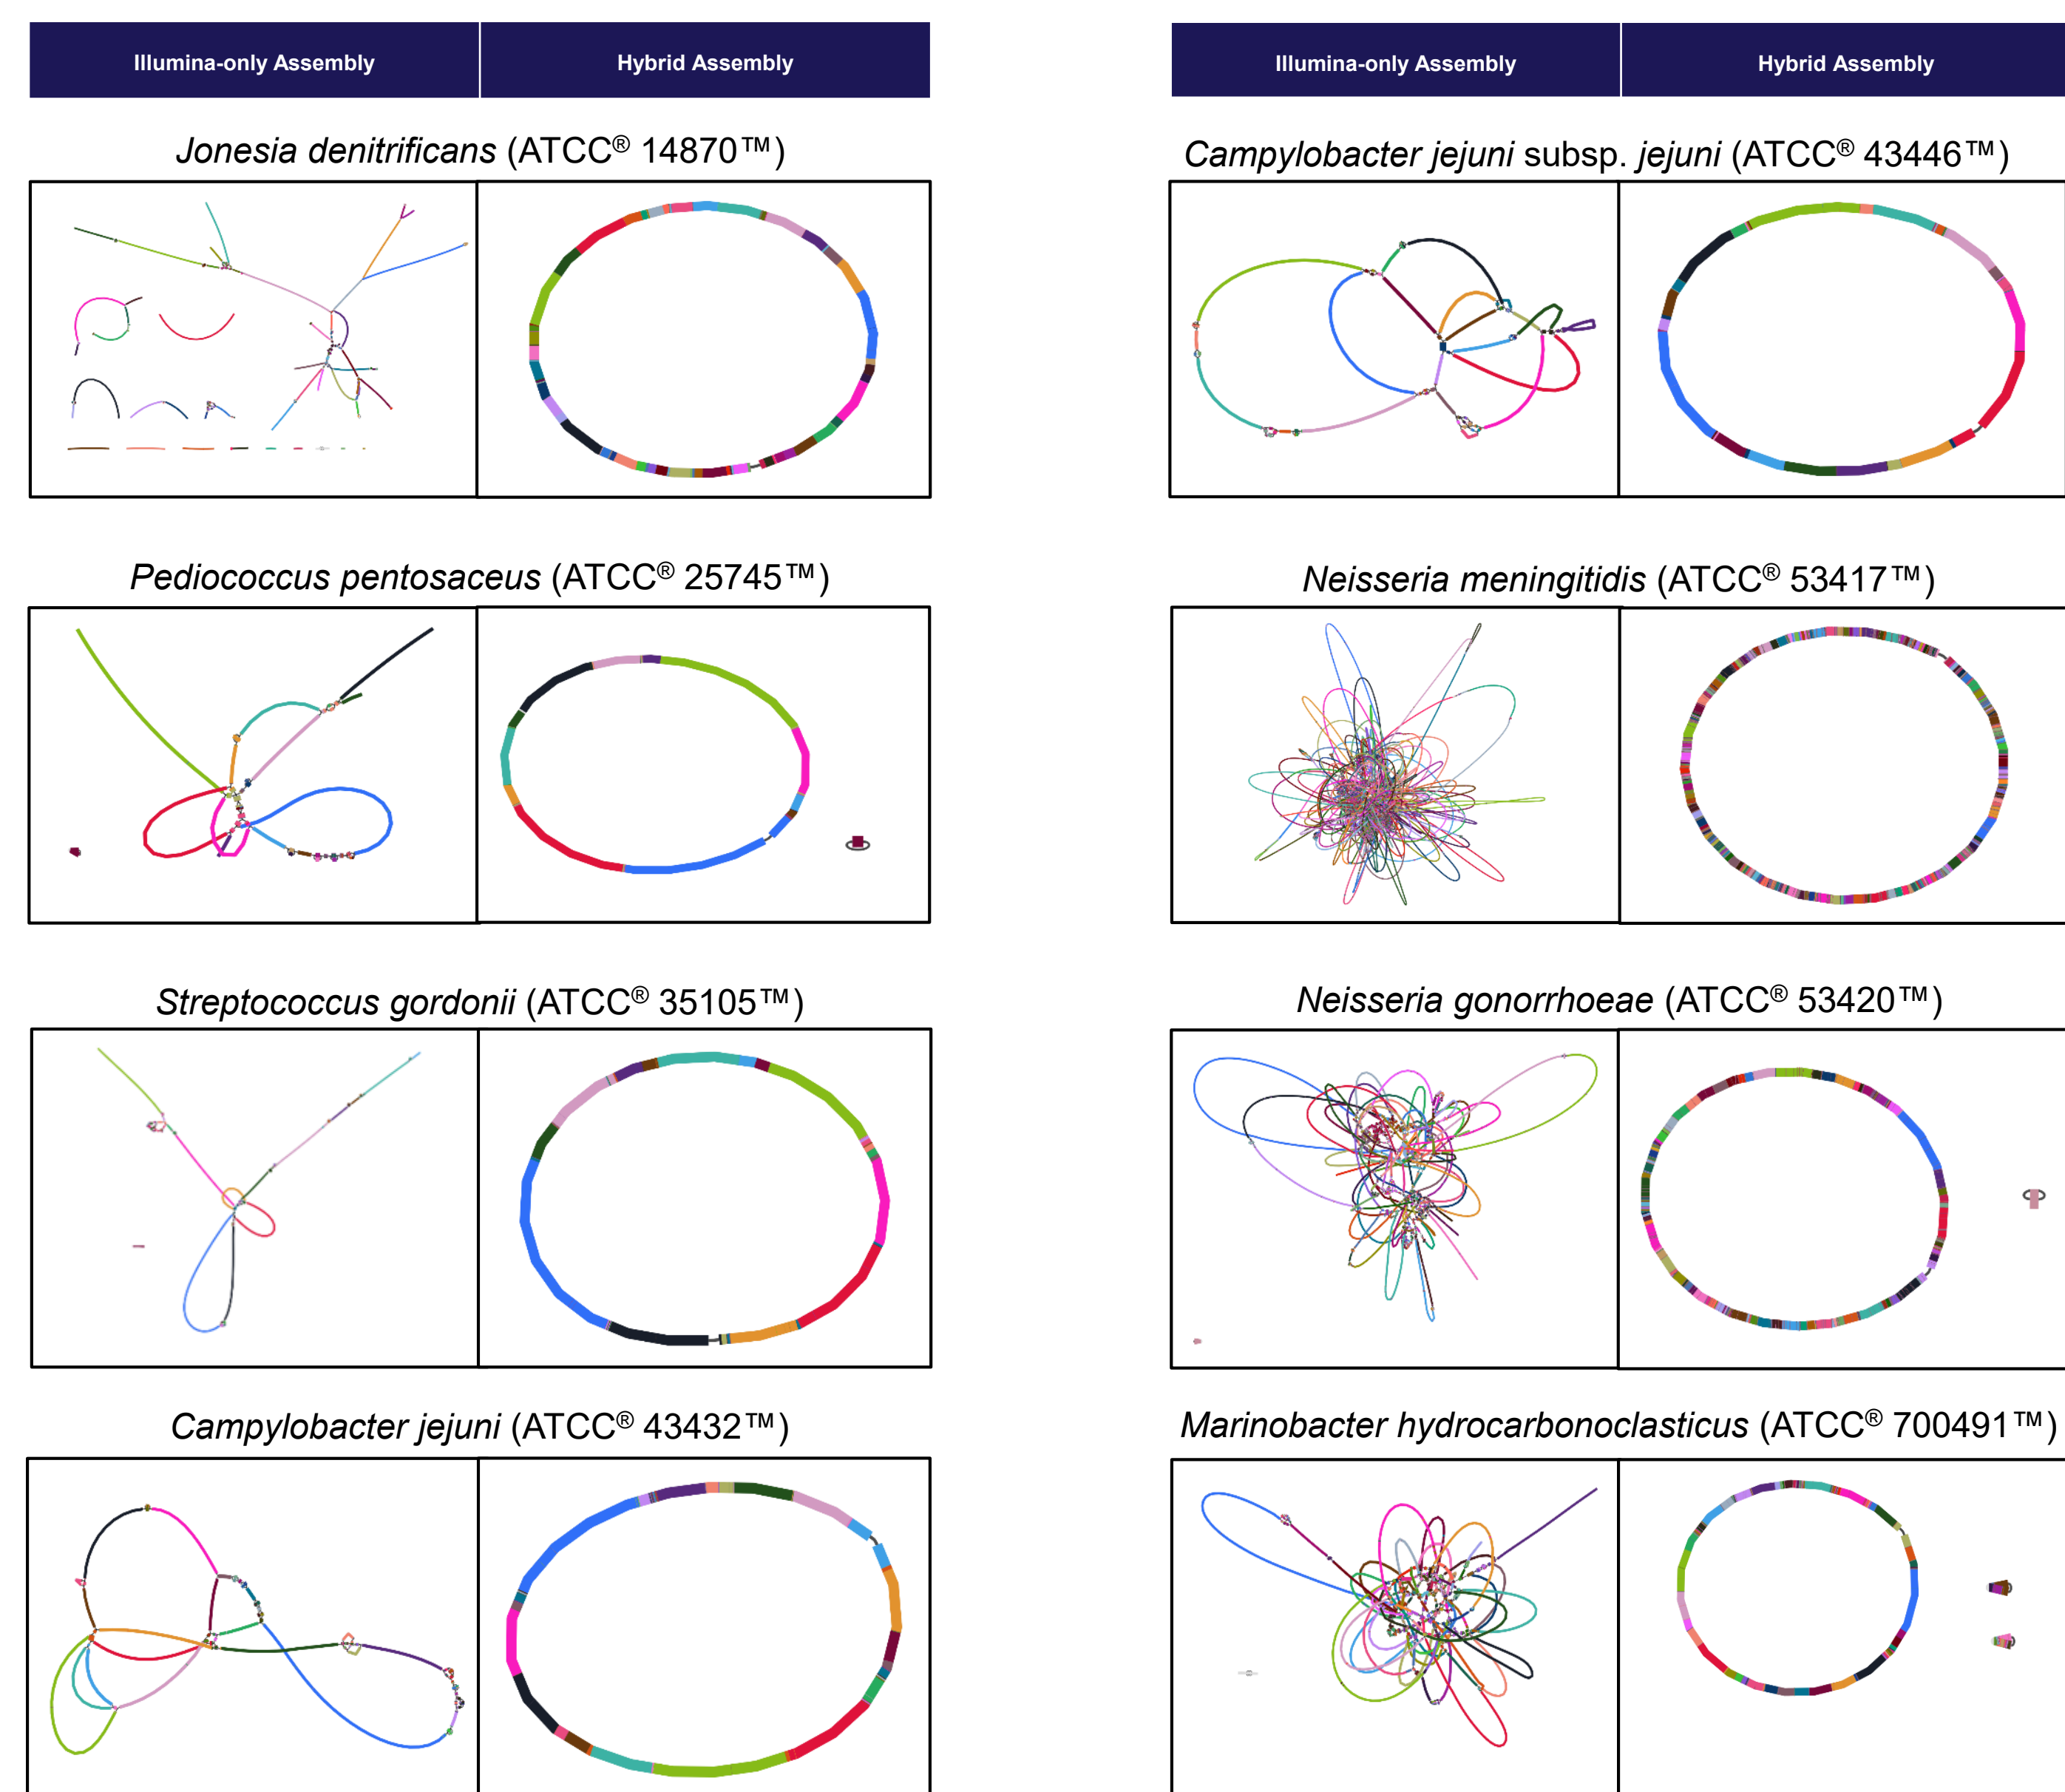 Illumina-only Assembly
Hybrid Assembly
Jonesia denitrificans (ATCC® 14870™)
Pediococcus pentosaceus (ATCC® 25745™)
Streptococcus gordonii (ATCC® 35105™)
Campylobacter jejuni (ATCC® 43432™)
Illumina-only Assembly
Hybrid Assembly
Campylobacter jejuni subsp. jejuni (ATCC® 43446™)
Neisseria meningitidis (ATCC® 53417™)
Neisseria gonorrhoeae (ATCC® 53420™)
Marinobacter hydrocarbonoclasticus (ATCC® 700491™)